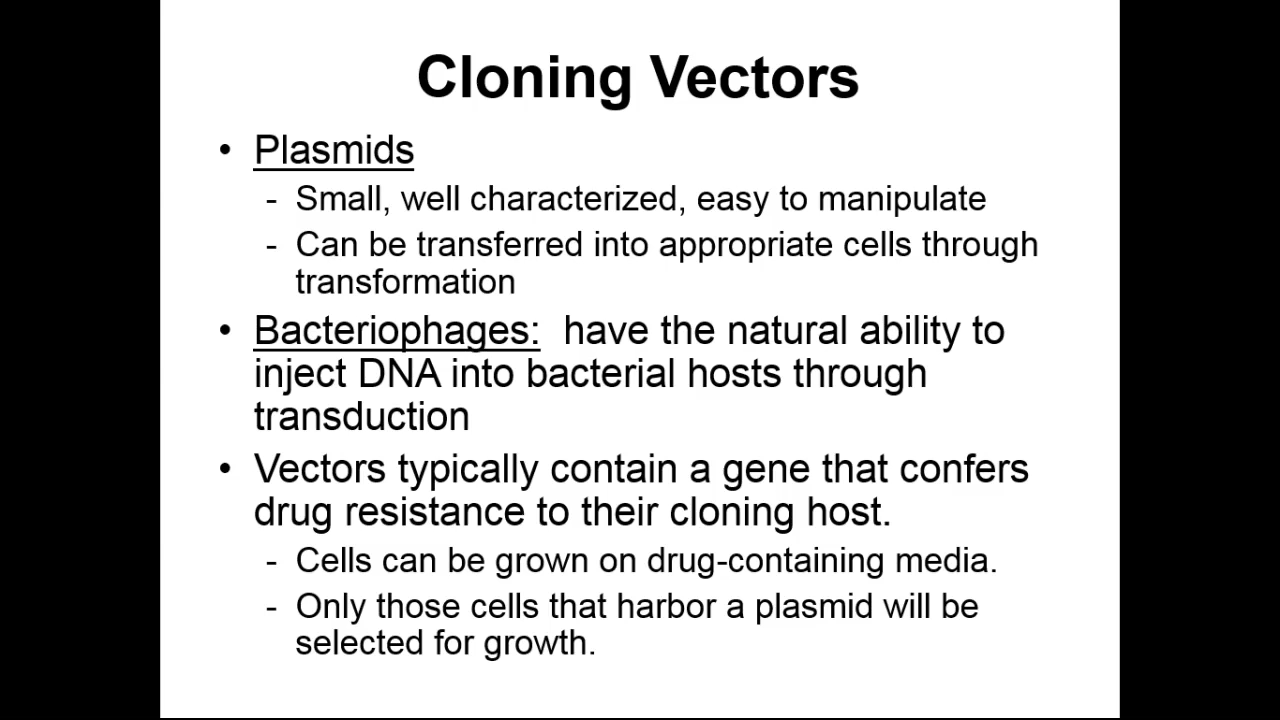 Cloning Vectors
• Plasmids
- Small, well characterized, easy to manipulate
- Can be transferred into appropriate cells through
transformation
• Bacteriophages:  have the natural ability to
inject DNA into bacterial hosts through
transduction
• Vectors typically contain a gene that confers
drug resistance to their cloning host.
- Cells can be grown on drug-containing media.
- Only those cells that harbor a plasmid will be
selected for growth.